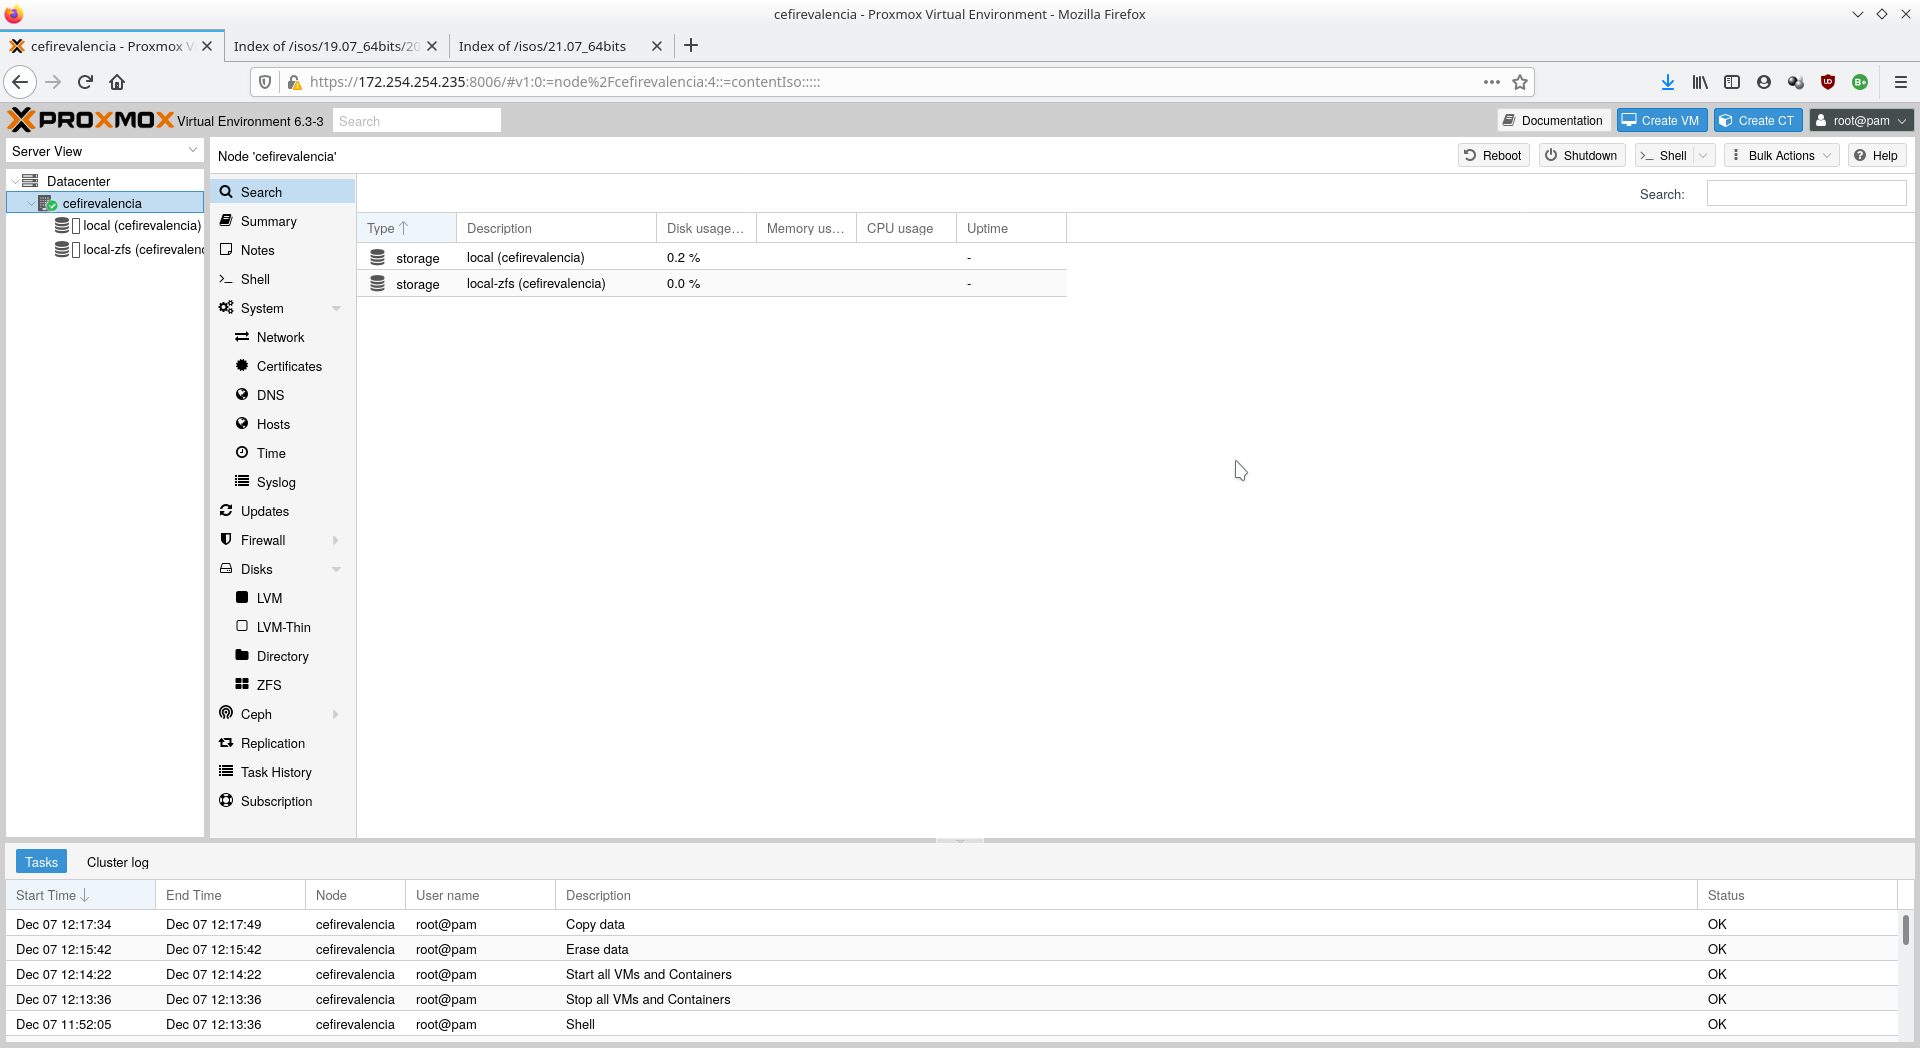 cefirevalencia - Proxmox Virtual Environment - Mozilla Firefox
cefirevalencia - Proxmox V
Index of /isos/19.07_64bits/20
Index of /isos/21.07_64bits
https://172.254.254.235:8006/#v1:0:=node%2Fcefirevalencia:4::=contentIso:::::
PROXMOX Virtual Environment 6.3-3 Search
Documentation Create VM Create CT root@pam
Server View
Node 'cefirevalencia'
Reboot Shutdown Shell Bulk Actions Help
Datacenter
cefirevalencia
local (cefirevalencia)
local-zfs (cefirevalenc
Search
Summary
Notes
Shell
System
Network
Certificates
DNS
Hosts
Time
Syslog
Updates
Firewall
Disks
LVM
LVM-Thin
Directory
ZFS
Ceph
Replication
Task History
Subscription
Search:
Type Description Disk usage... Memory us... CPU usage Uptime
storage local (cefirevalencia) 0.2 % -
storage local-zfs (cefirevalencia) 0.0 % -
Tasks Cluster log
Start Time End Time Node User name Description Status
Dec 07 12:17:34 Dec 07 12:17:49 cefirevalencia root@pam Copy data OK
Dec 07 12:15:42 Dec 07 12:15:42 cefirevalencia root@pam Erase data OK
Dec 07 12:14:22 Dec 07 12:14:22 cefirevalencia root@pam Start all VMs and Containers OK
Dec 07 12:13:36 Dec 07 12:13:36 cefirevalencia root@pam Stop all VMs and Containers OK
Dec 07 11:52:05 Dec 07 12:13:36 cefirevalencia root@pam Shell OK